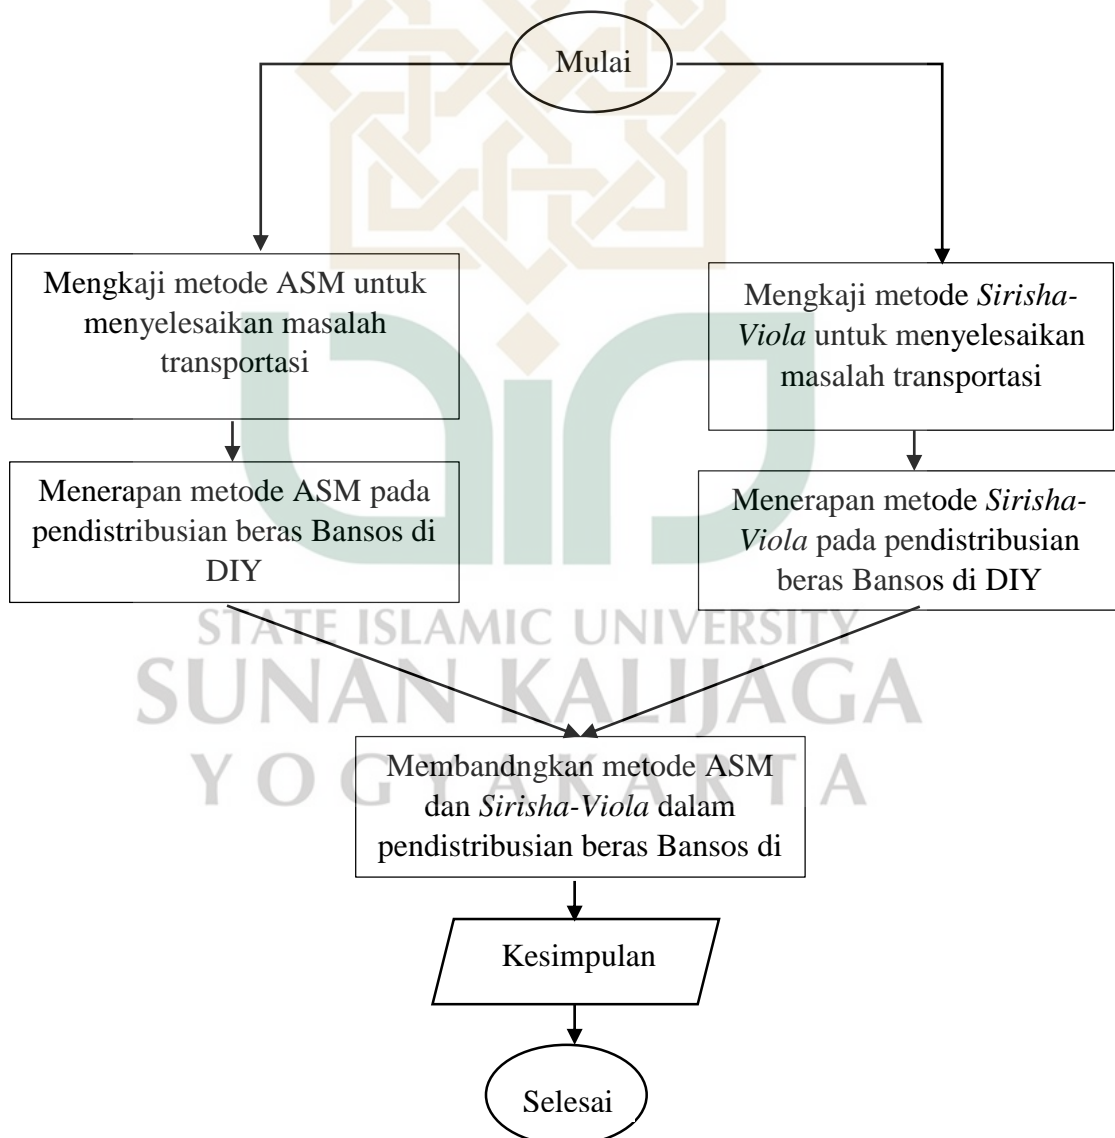 Mulai
Mengkaji metode ASM untuk
menyelesaikan masalah
transportasi
Mengkaji metode Sirisha-
Viola untuk menyelesaikan
masalah transportasi
Menerapan metode ASM pada
pendistribusian beras Bansos di
DIY
Menerapan metode Sirisha-
Viola pada pendistribusian
beras Bansos di DIY
STATE ISLAMIC UNIVERSITY
SUNAN KALIJAGA
YOGYAKARTA
Membandngkan metode ASM
dan Sirisha-Viola dalam
pendistribusian beras Bansos di
Kesimpulan
Selesai